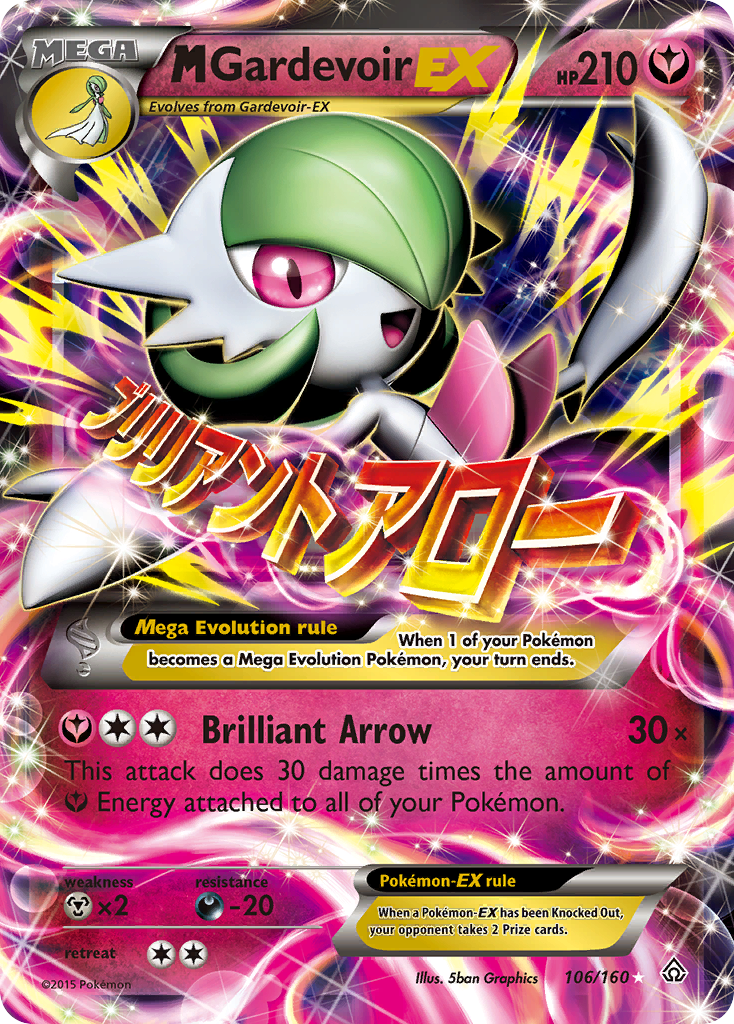 MEGA
MGardevoir EX HP210
Evolves from Gardevoir-EX
ブリリアントアロー
Mega Evolution rule
When 1 of your Pokémon
becomes a Mega Evolution Pokémon, your turn ends.
Brilliant Arrow 30×
This attack does 30 damage times the amount of
Energy attached to all of your Pokémon.
weakness resistance
×2 -20
retreat
Pokémon-EX rule
When a Pokémon-EX has been Knocked Out,
your opponent takes 2 Prize cards.
©2015 Pokémon Illus. 5ban Graphics 106/160